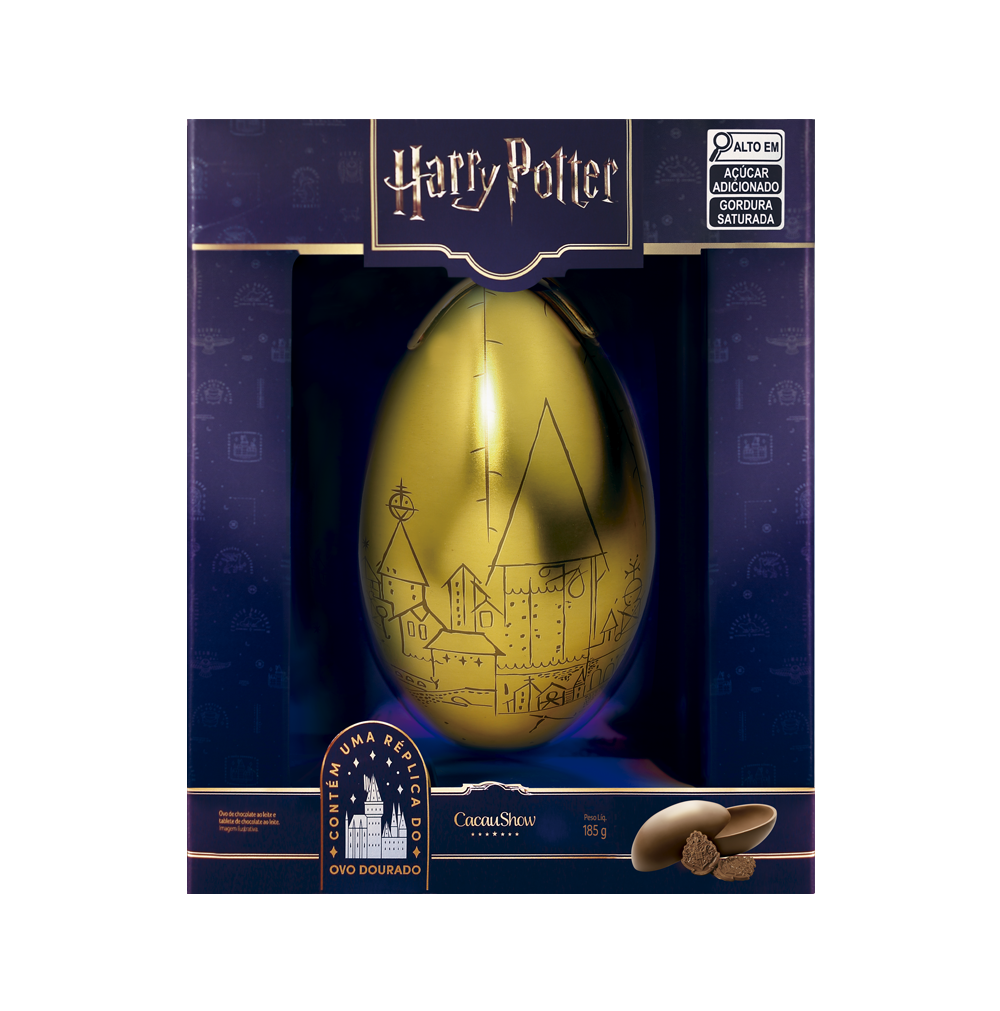 Harry Potter
ALTO EM
AÇÚCAR
ADICIONADO
GORDURA
SATURADA
CONTÉM UMA RÉPLICA DO
OVO DOURADO
Ovo de chocolate ao leite e
tablete de chocolate ao leite.
Imagem ilustrativa.
CacauShow
Peso Líq.
185 g